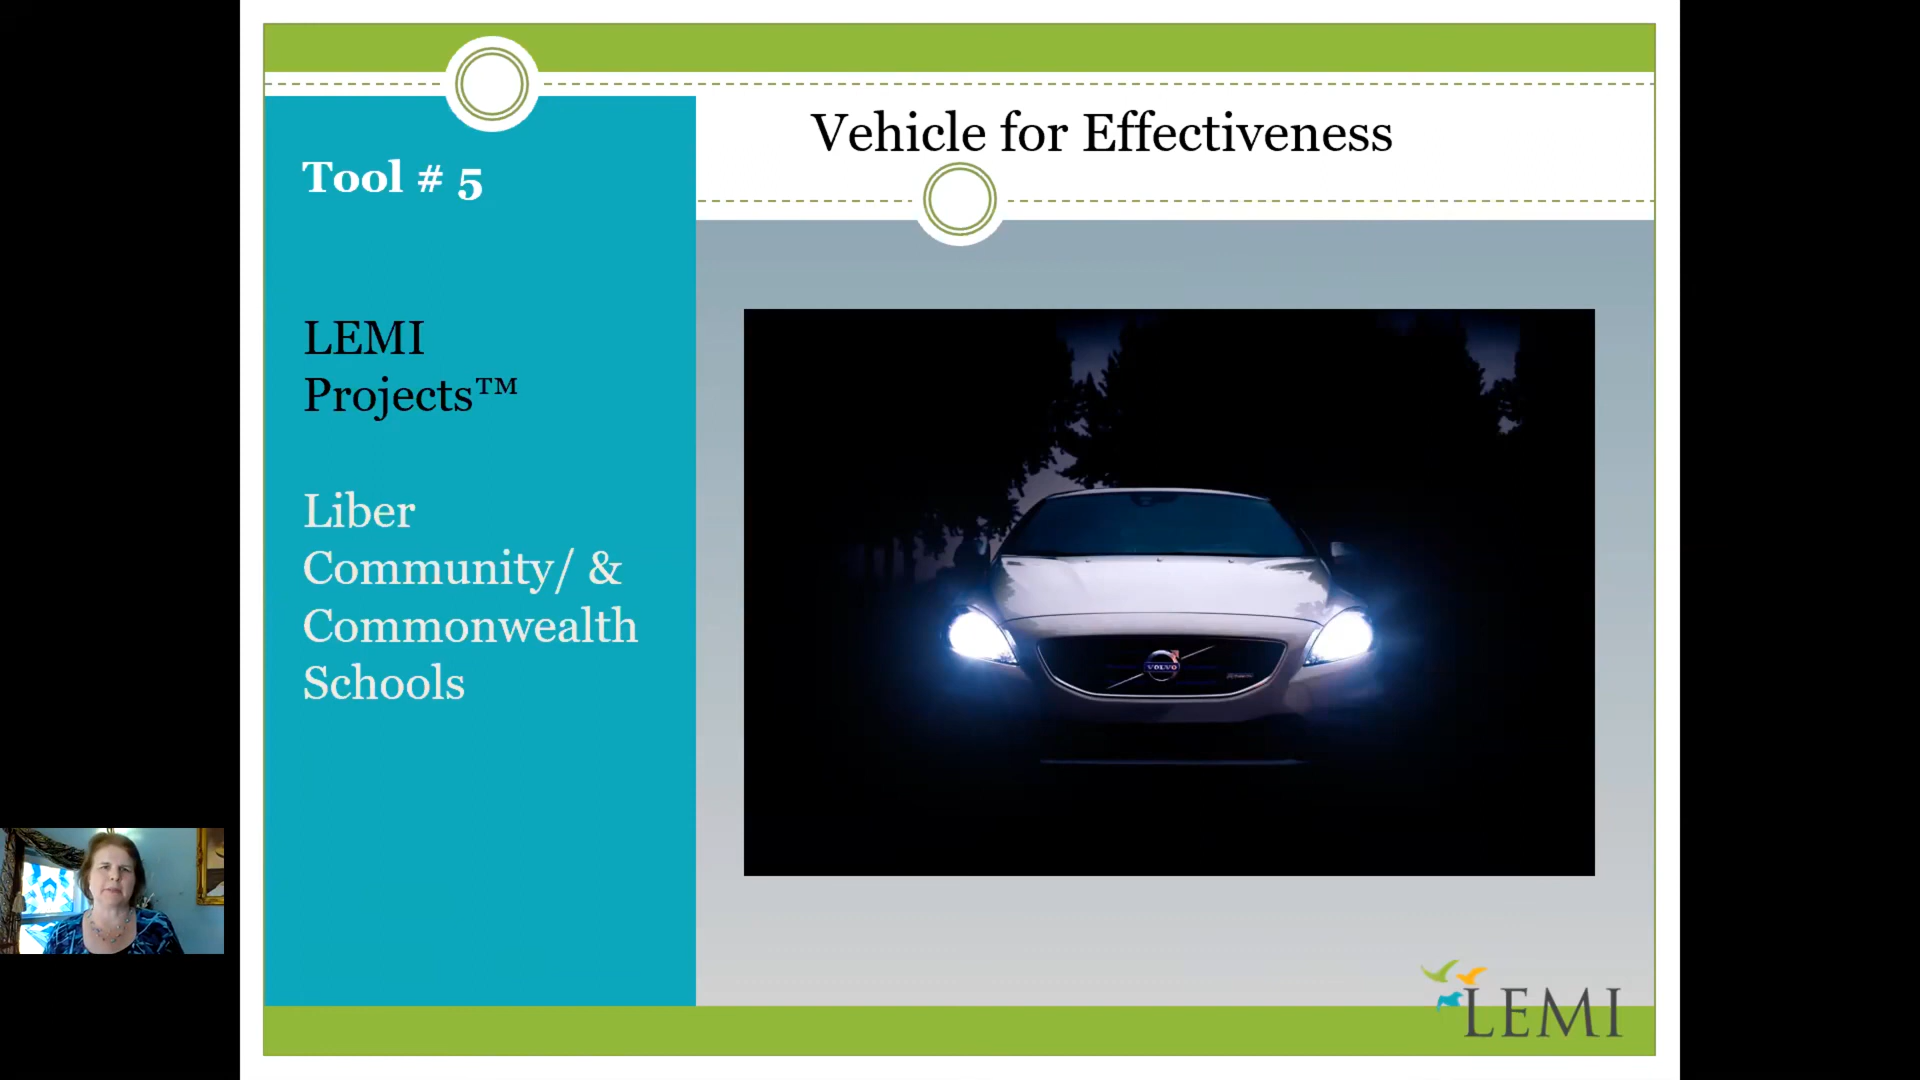 Vehicle for Effectiveness
Tool # 5
LEMI
Projects™
Liber
Community/ &
Commonwealth
Schools
VOLVO
LEMI